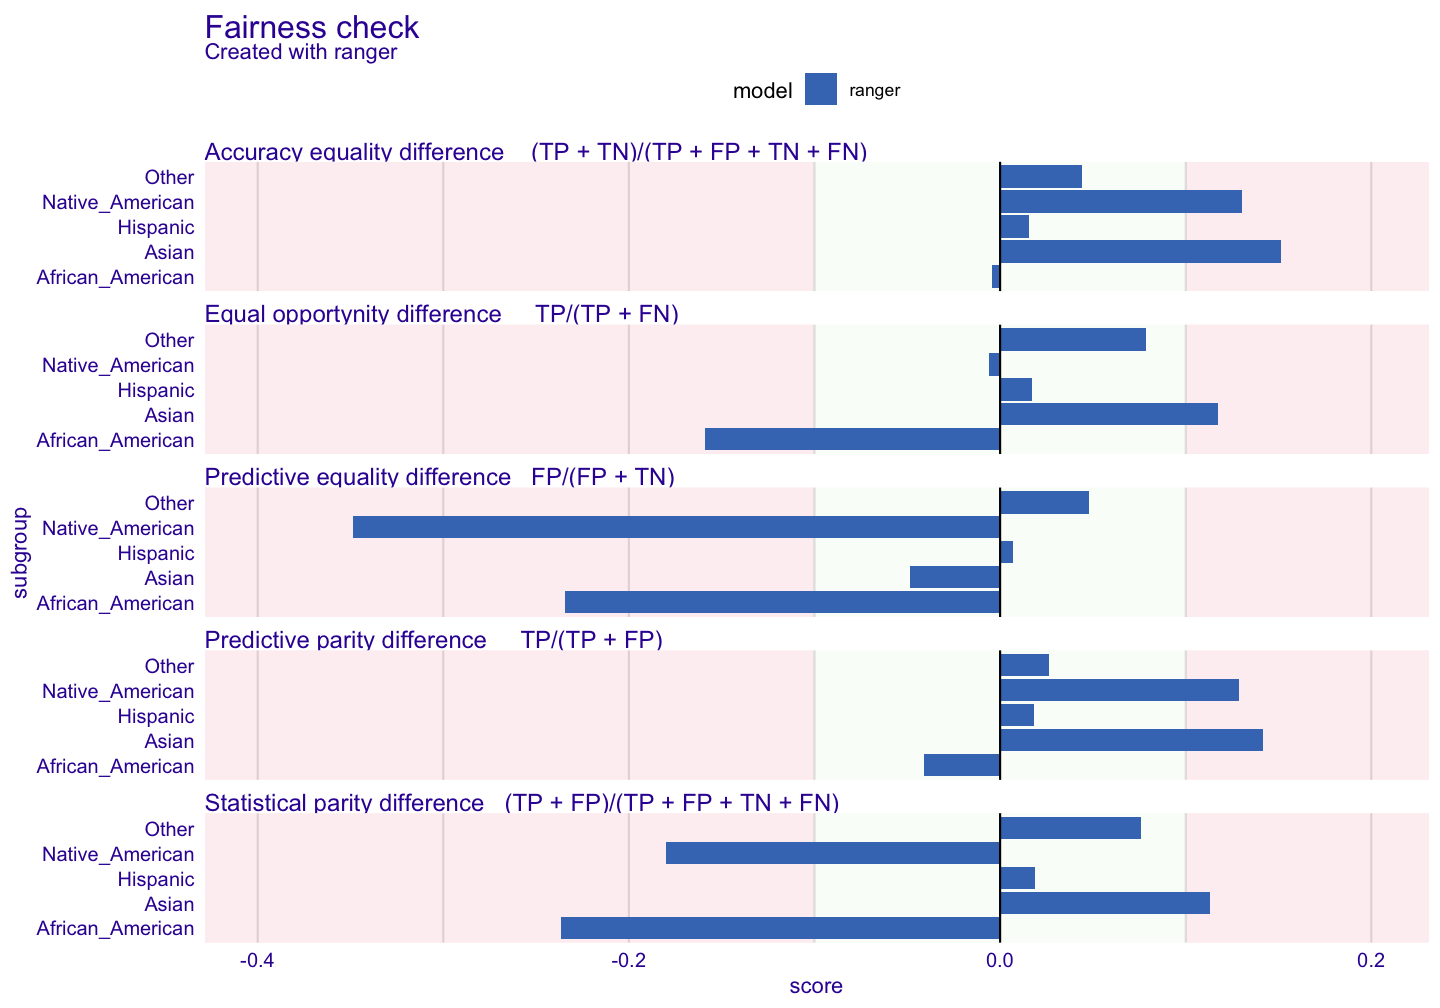 Fairness check
Created with ranger
model ranger
Accuracy equality difference (TP + TN)/(TP + FP + TN + FN)
Other
Native_American
Hispanic
Asian
African_American
Equal opportynity difference TP/(TP + FN)
Other
Native_American
Hispanic
Asian
African_American
Predictive equality difference FP/(FP + TN)
Other
Native_American
Hispanic
Asian
African_American
Predictive parity difference TP/(TP + FP)
Other
Native_American
Hispanic
Asian
African_American
Statistical parity difference (TP + FP)/(TP + FP + TN + FN)
Other
Native_American
Hispanic
Asian
African_American
subgroup
-0.4 -0.2 0.0 0.2
score